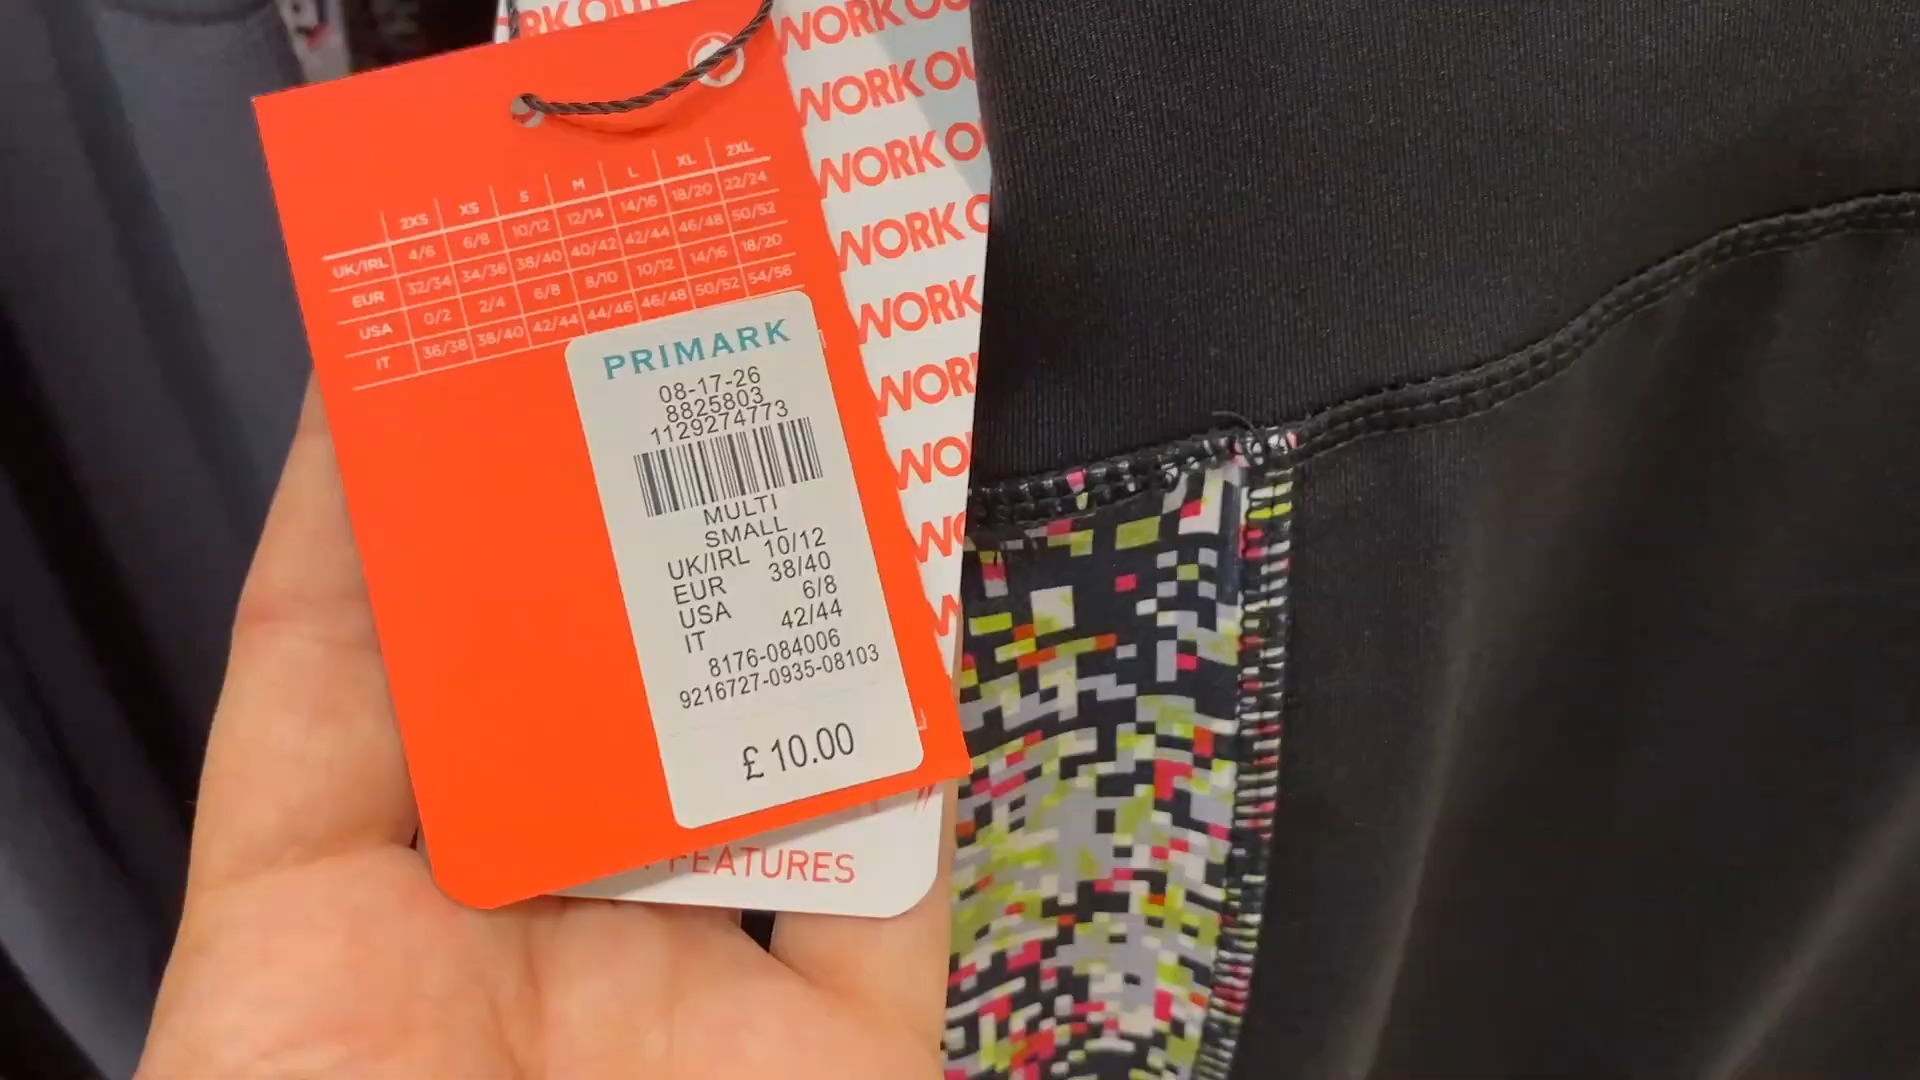 WORK OUT
WORK OU
WORK O
WORK
WORK
WOR
2XS XS S M L XL 2XL
UK/IRL 4/6 6/8 10/12 12/14 14/16 18/20 22/24
EUR 32/34 34/36 38/40 40/42 42/44 46/48 50/52
USA 0/2 2/4 6/8 8/10 10/12 14/16 18/20
IT 36/38 38/40 42/44 44/46 46/48 50/52 54/56
PRIMARK
08-17-26
8825803
1129274773
MULTI
SMALL
UK/IRL 10/12
EUR 38/40
USA 6/8
IT 42/44
8176-084006
9216727-0935-08103
£ 10.00
FEATURES